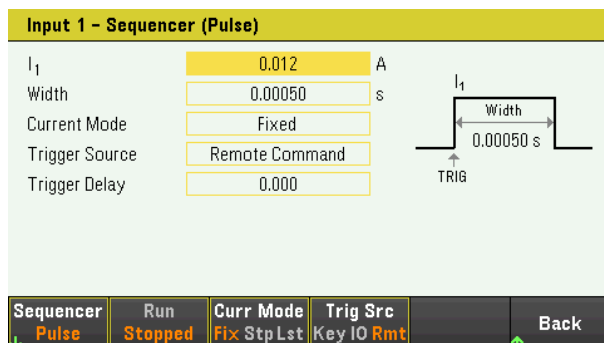 Input 1 – Sequencer (Pulse)
I1 0.012 A
Width 0.00050 s
Current Mode Fixed
Trigger Source Remote Command
Trigger Delay 0.000
I1
Width
0.00050 s
TRIG
Sequencer Run Curr Mode Trig Src Back
Pulse Stopped Fix Stp Lst Key IO Rmt